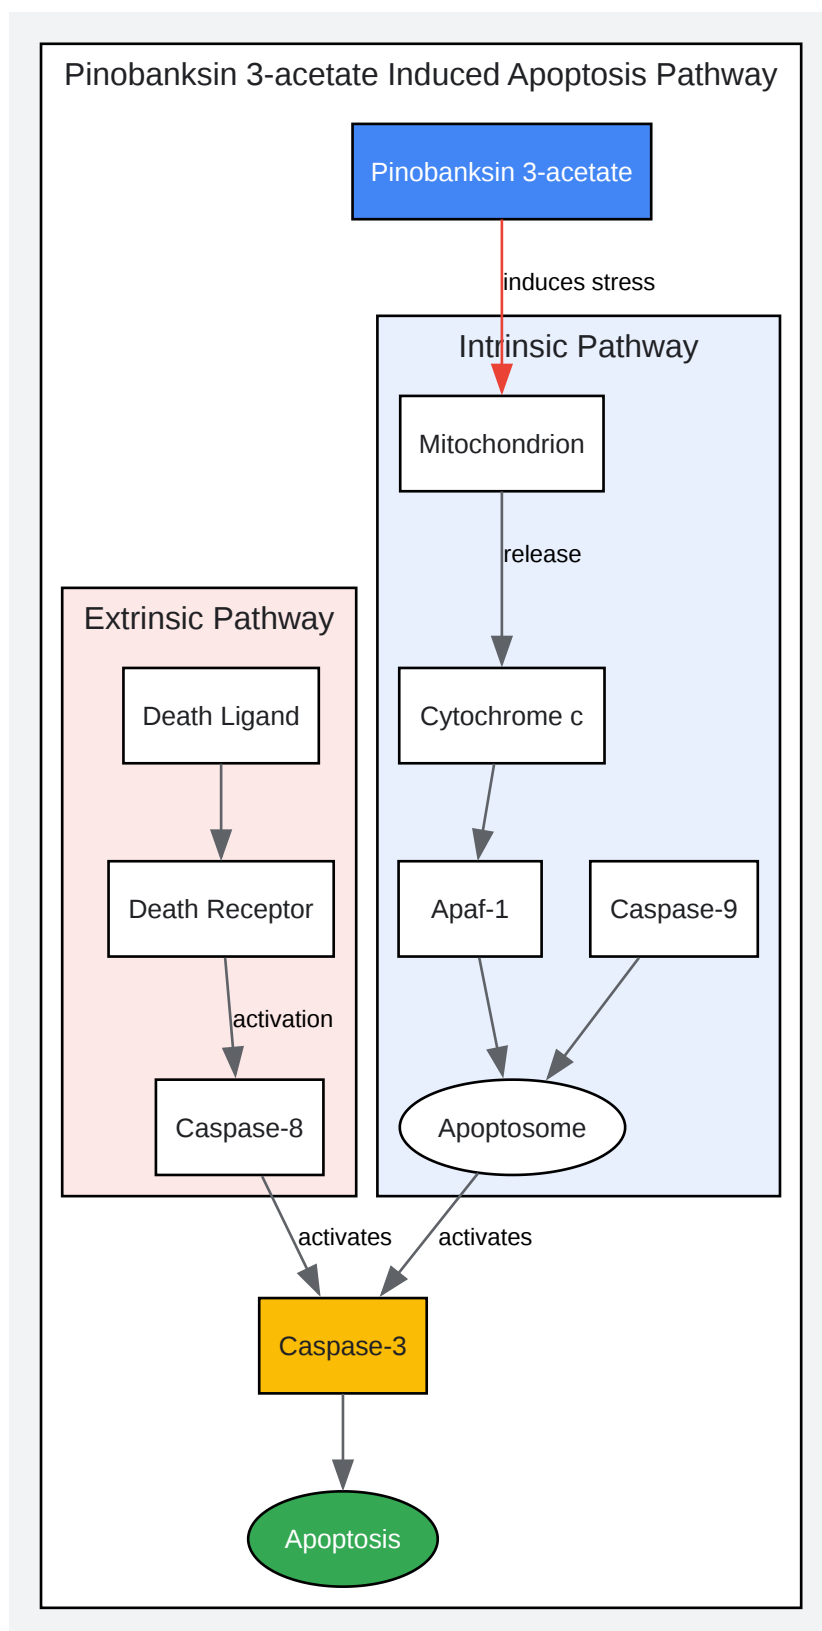 Pinobanksin 3-acetate Induced Apoptosis Pathway
Pinobanksin 3-acetate
induces stress
Intrinsic Pathway
Mitochondrion
release
Extrinsic Pathway
Death Ligand
Cytochrome c
Death Receptor
Apaf-1
Caspase-9
activation
Caspase-8
Apoptosome
activates
activates
Caspase-3
Apoptosis